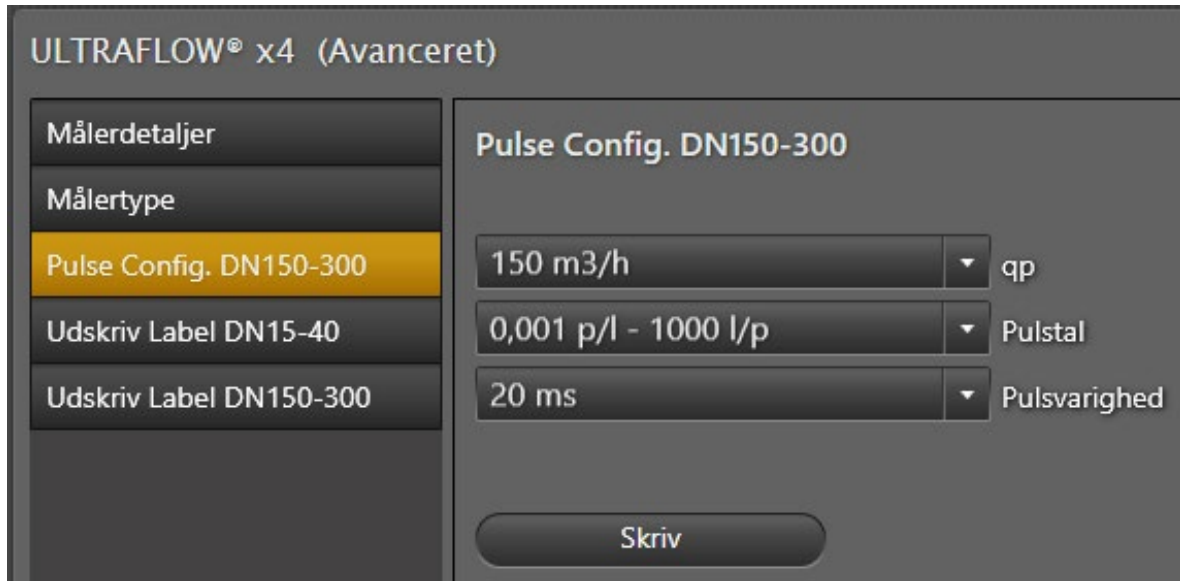 ULTRAFLOW® x4 (Avanceret)
Målerdetaljer
Målertype
Pulse Config. DN150-300
Udskriv Label DN15-40
Udskriv Label DN150-300
Pulse Config. DN150-300
150 m3/h qp
0,001 p/l - 1000 l/p Pulstal
20 ms Pulsvarighed
Skriv